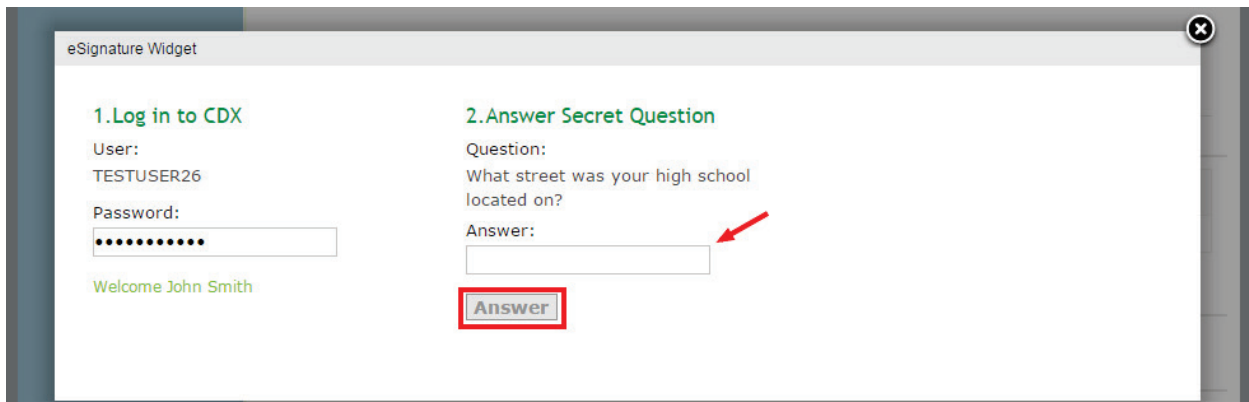 eSignature Widget
1.Log in to CDX
User:
TESTUSER26
Password:
•••••••••••
Welcome John Smith
2.Answer Secret Question
Question:
What street was your high school
located on?
Answer:
Answer